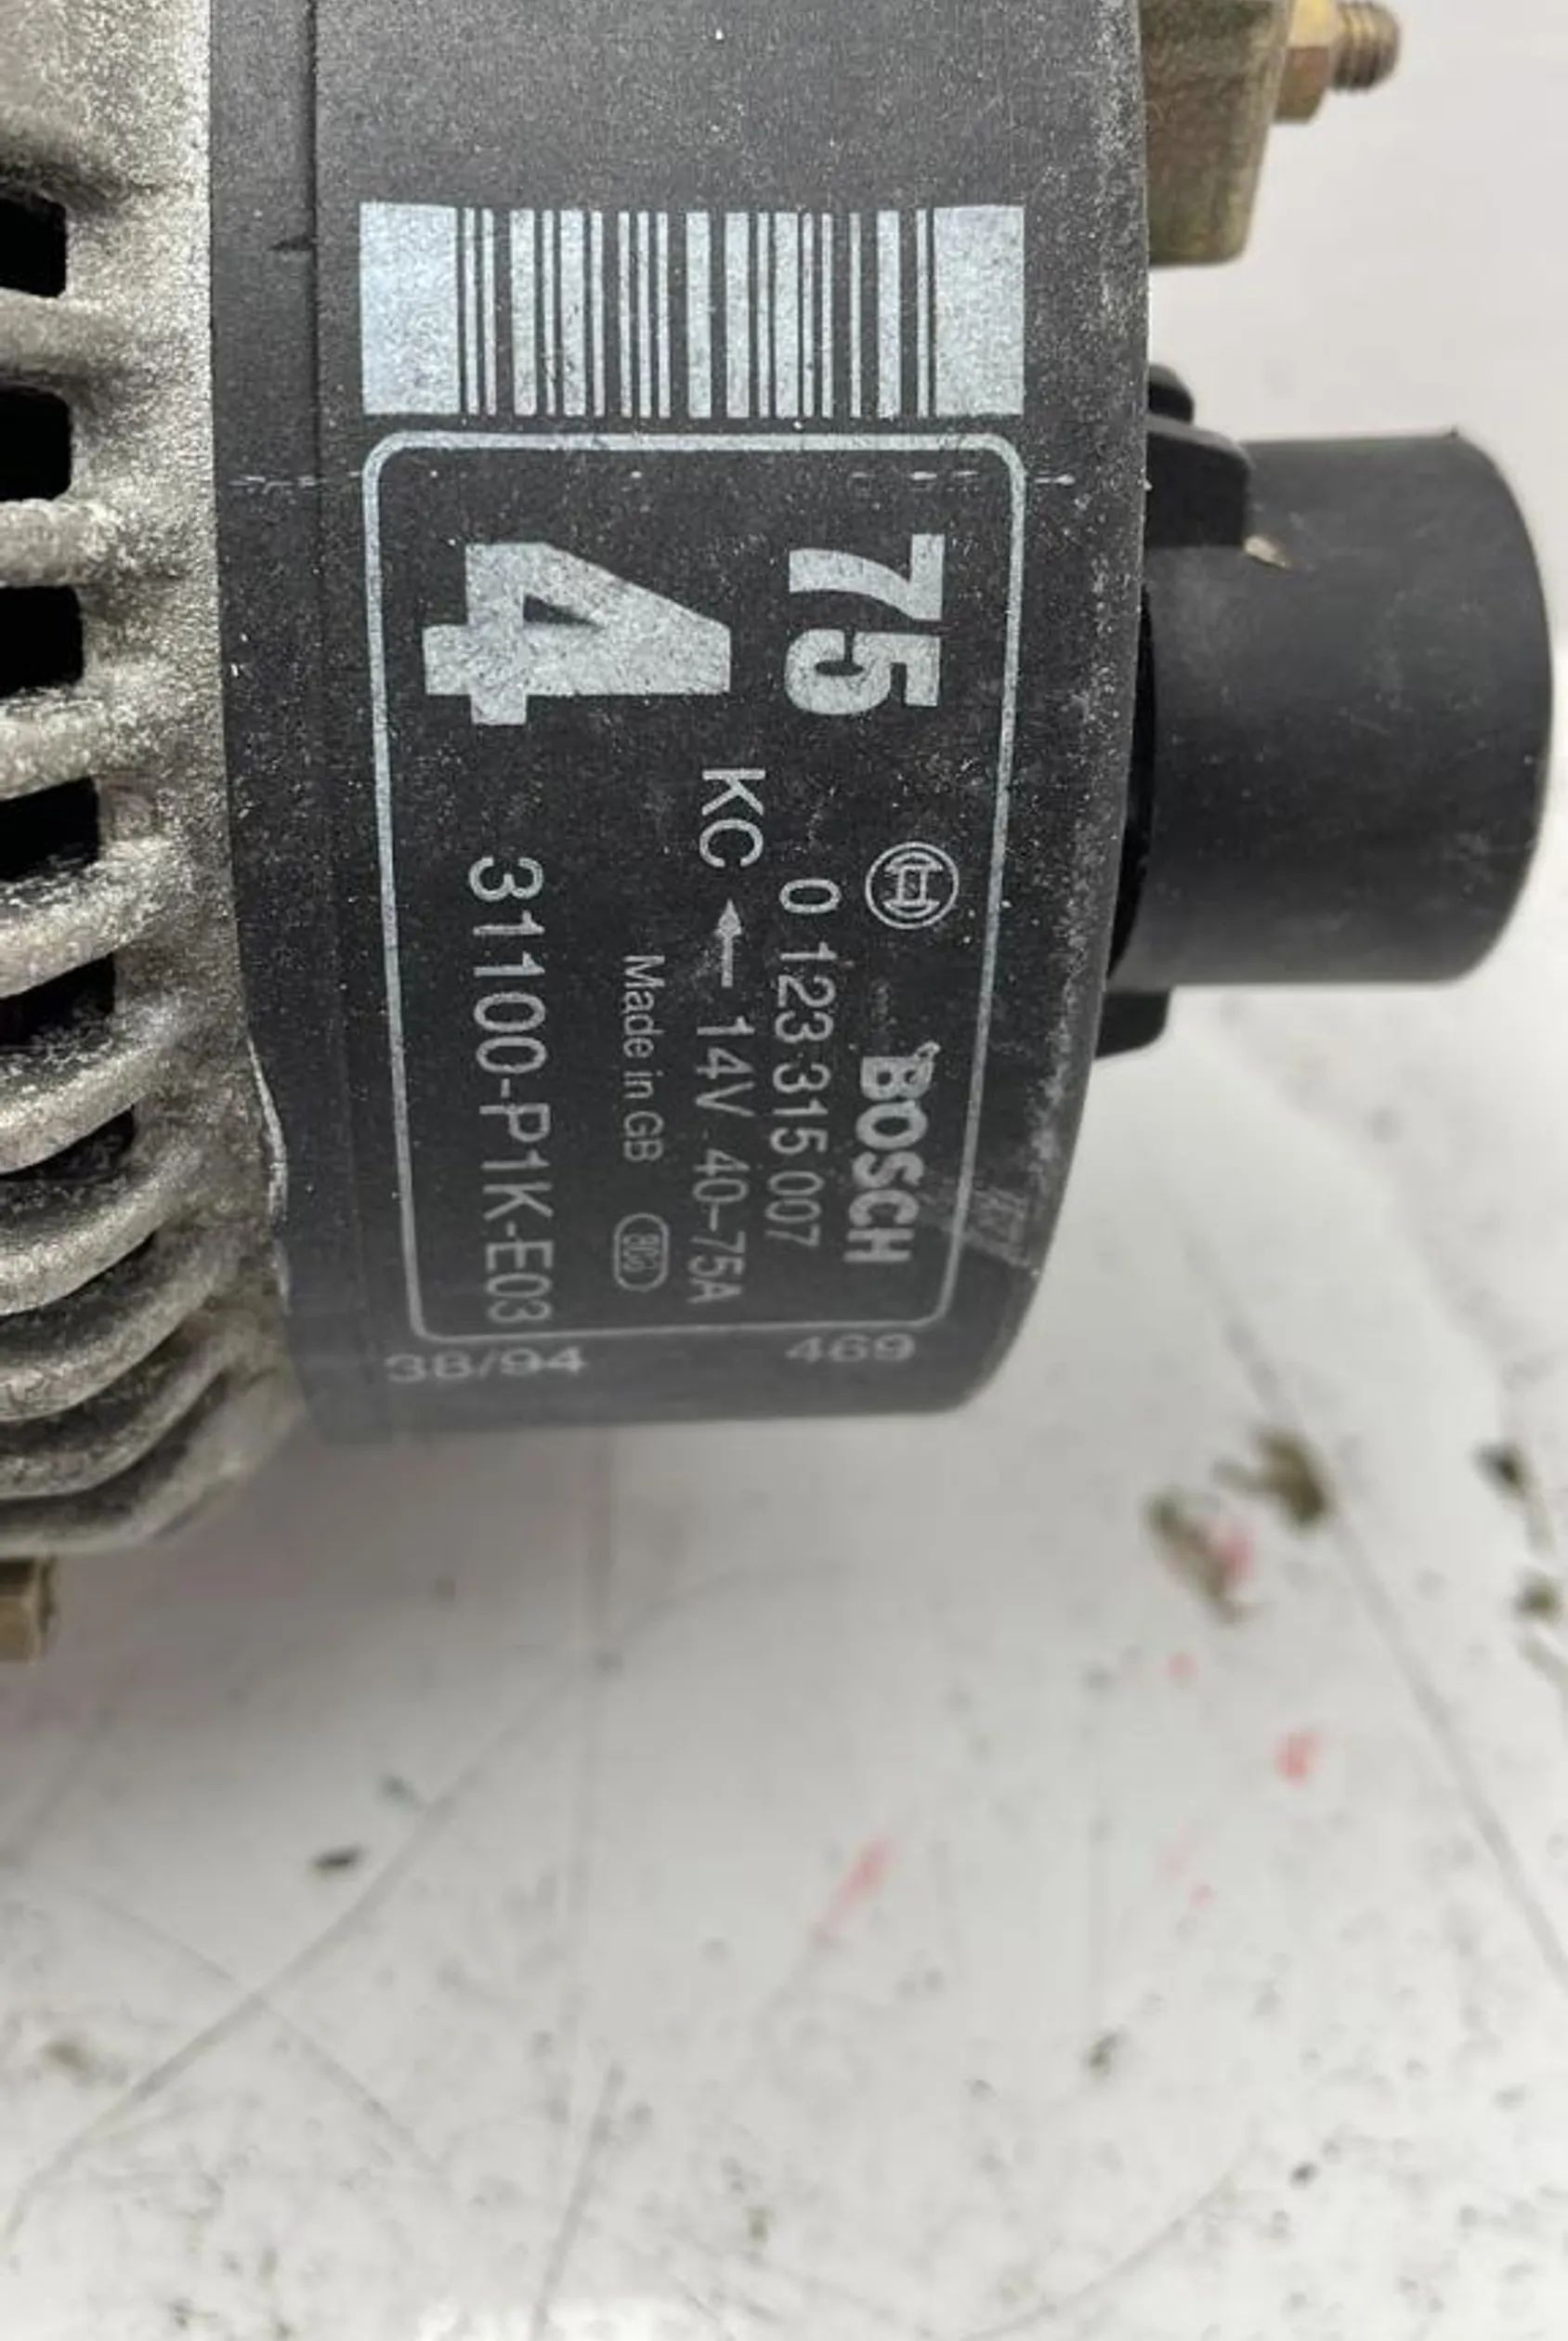 75
4
BOSCH
0 123 315 007
KC ← 14V 40-75A
Made in GB
31100-P1K-E03
469
38/94